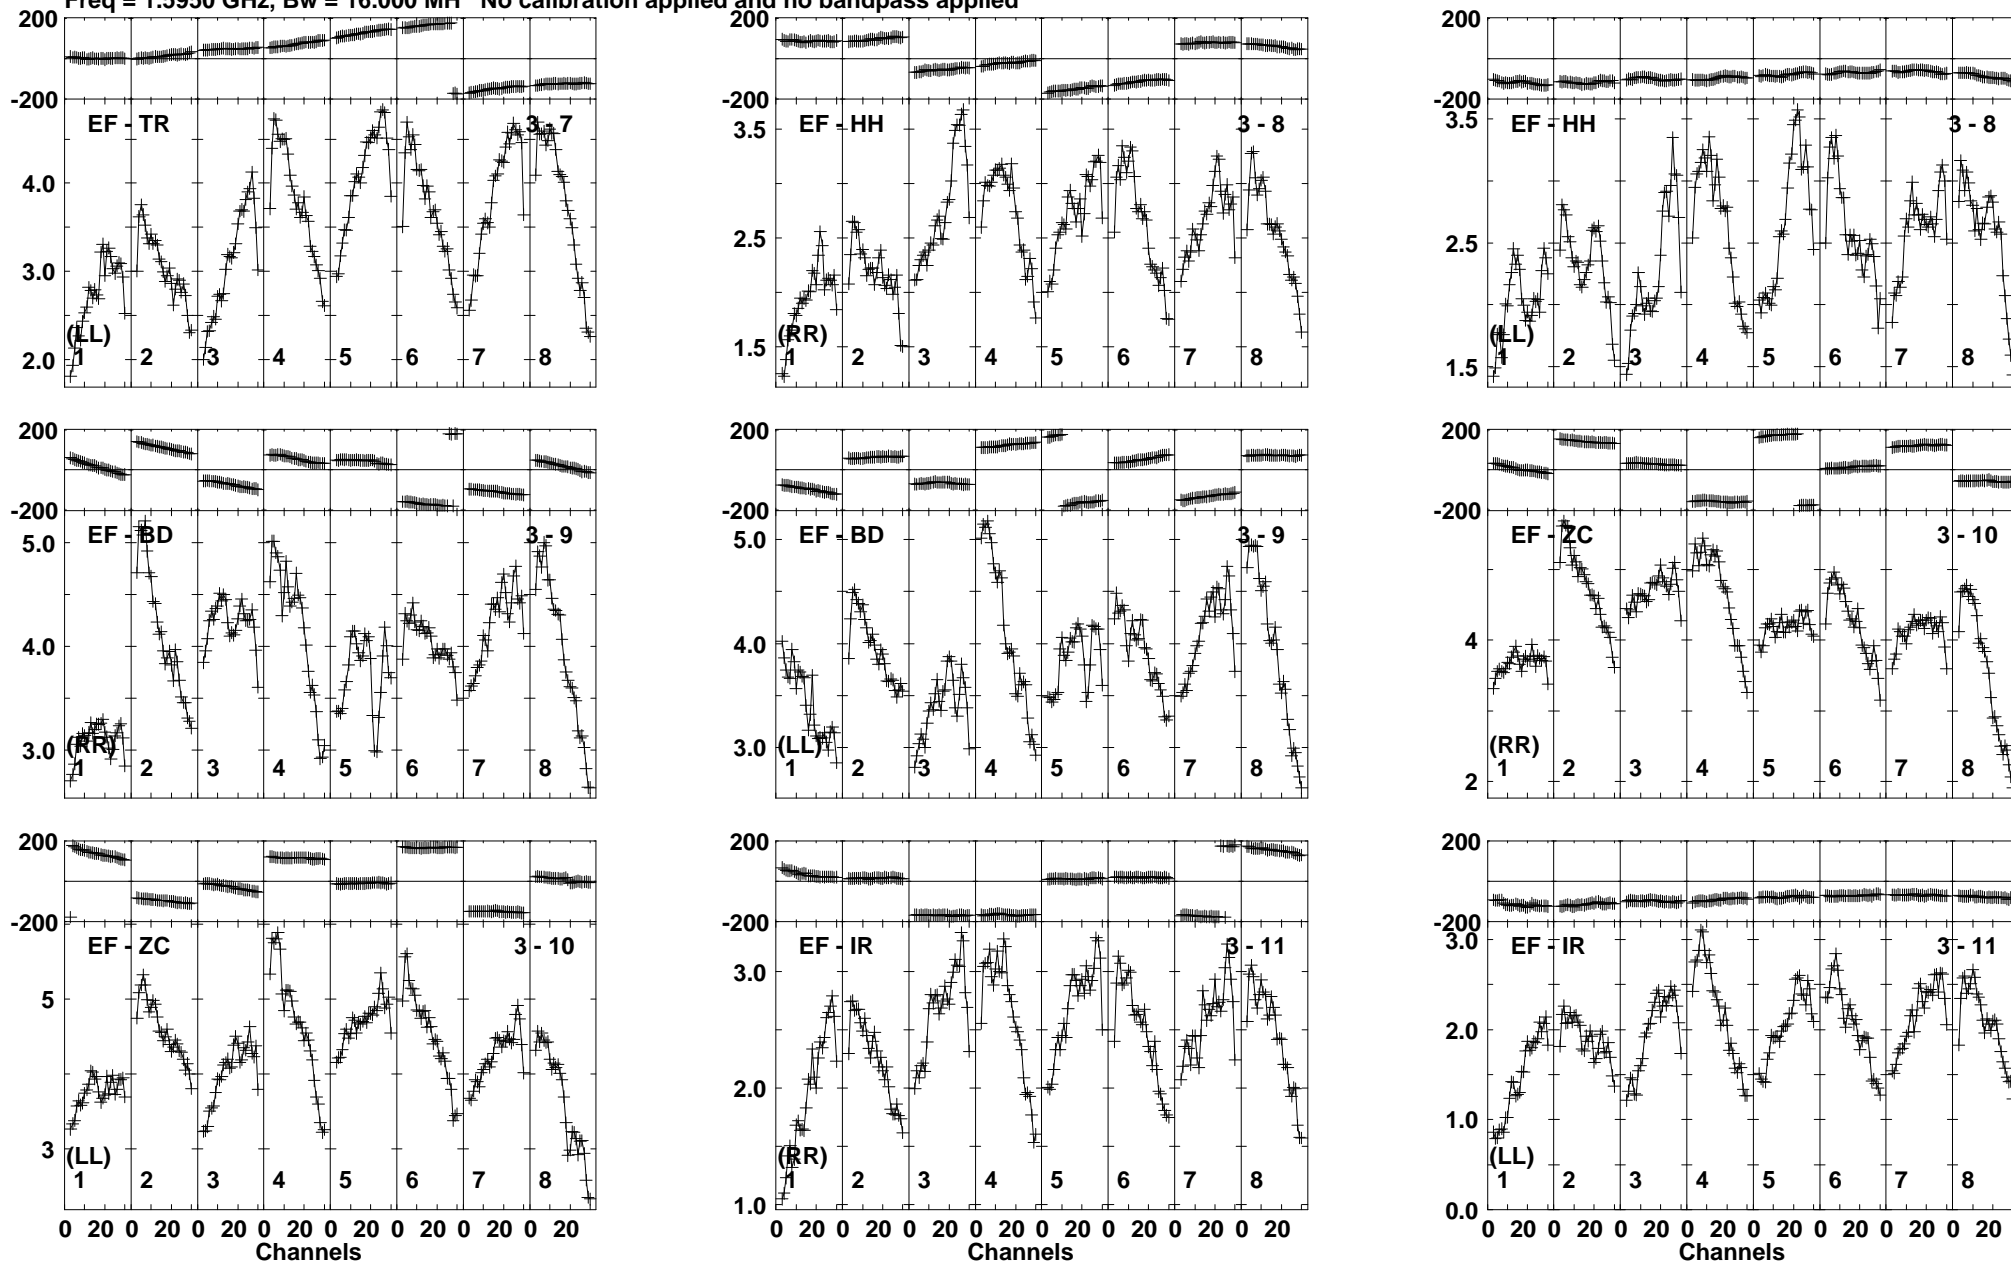 Freq = 1.5950 GHz, Bw = 16.000 MH No calibration applied and no bandpass applied
200 200 200
-200 -200 -200
EF - TR 3 - 7 EF - HH 3 - 8 EF - HH 3 - 8
4.0 3.0 2.0
3.5 2.5 1.5
3.5 2.5 1.5
(LL) (RR) (LL)
1 2 3 4 5 6 7 8 1 2 3 4 5 6 7 8 1 2 3 4 5 6 7 8
200 200 200
-200 -200 -200
EF - BD 3 - 9 EF - BD 3 - 9 EF - ZC 3 - 10
5.0 4.0 3.0
5.0 4.0 3.0
4 2
(RR) (LL) (RR)
1 2 3 4 5 6 7 8 1 2 3 4 5 6 7 8 1 2 3 4 5 6 7 8
200 200 200
-200 -200 -200
EF - ZC 3 - 10 EF - IR 3 - 11 EF - IR 3 - 11
5 3
3.0 2.0 1.0
3.0 2.0 1.0 0.0
(LL) (RR) (LL)
1 2 3 4 5 6 7 8 1 2 3 4 5 6 7 8 1 2 3 4 5 6 7 8
0 20 0 20 0 20 0 20 0 20 0 20 0 20 0 20 0 20 0 20 0 20 0 20 0 20 0 20 0 20 0 20 0 20 0 20 0 20 0 20 0 20 0 20 0 20 0 20
Channels Channels Channels